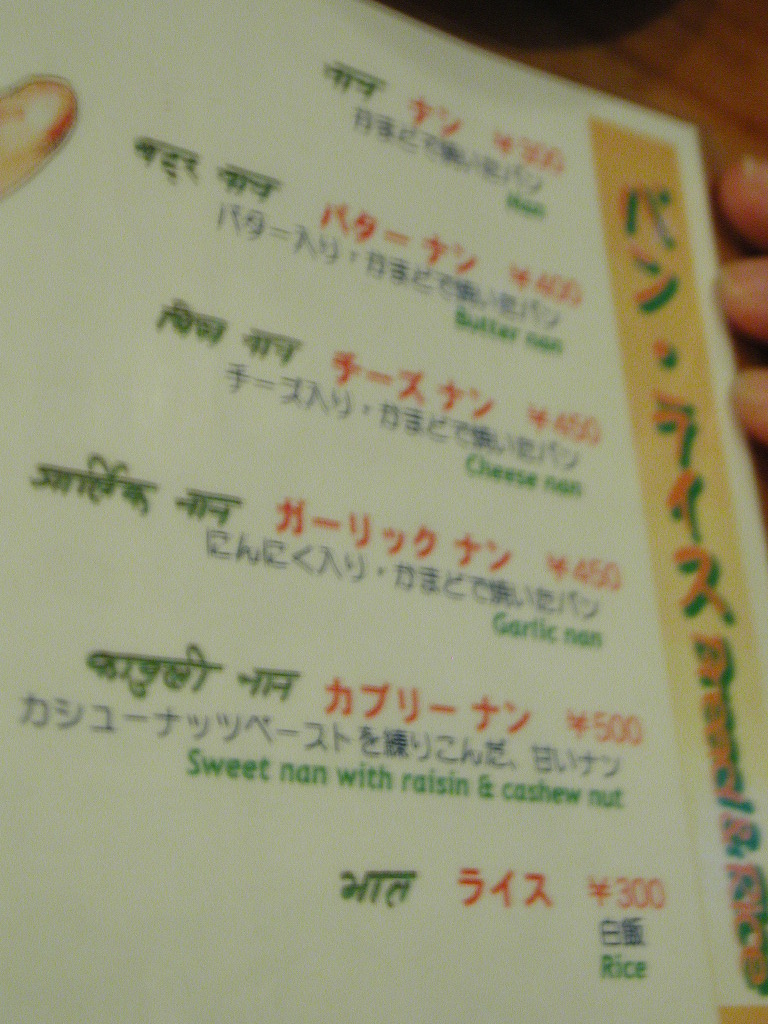 パン・ライス Bread & Rice
नान ナン ¥300
かまどで焼いたパン
Nan
बटर नान バターナン ¥400
バター入り・かまどで焼いたパン
Butter nan
चिज नान チーズナン ¥450
チーズ入り・かまどで焼いたパン
Cheese nan
गार्लिक नान ガーリックナン ¥450
にんにく入り・かまどで焼いたパン
Garlic nan
काबुली नान カブリーナン ¥500
カシューナッツペーストを練りこんだ、甘いナン
Sweet nan with raisin & cashew nut
भात ライス ¥300
白飯
Rice